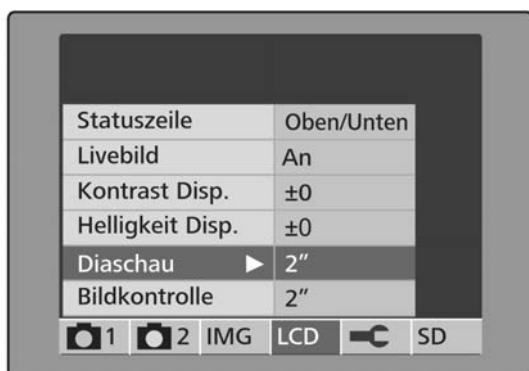 Statuszeile Oben/Unten
Livebild An
Kontrast Disp. ±0
Helligkeit Disp. ±0
Diaschau 2″
Bildkontrolle 2″
1 2 IMG LCD SD